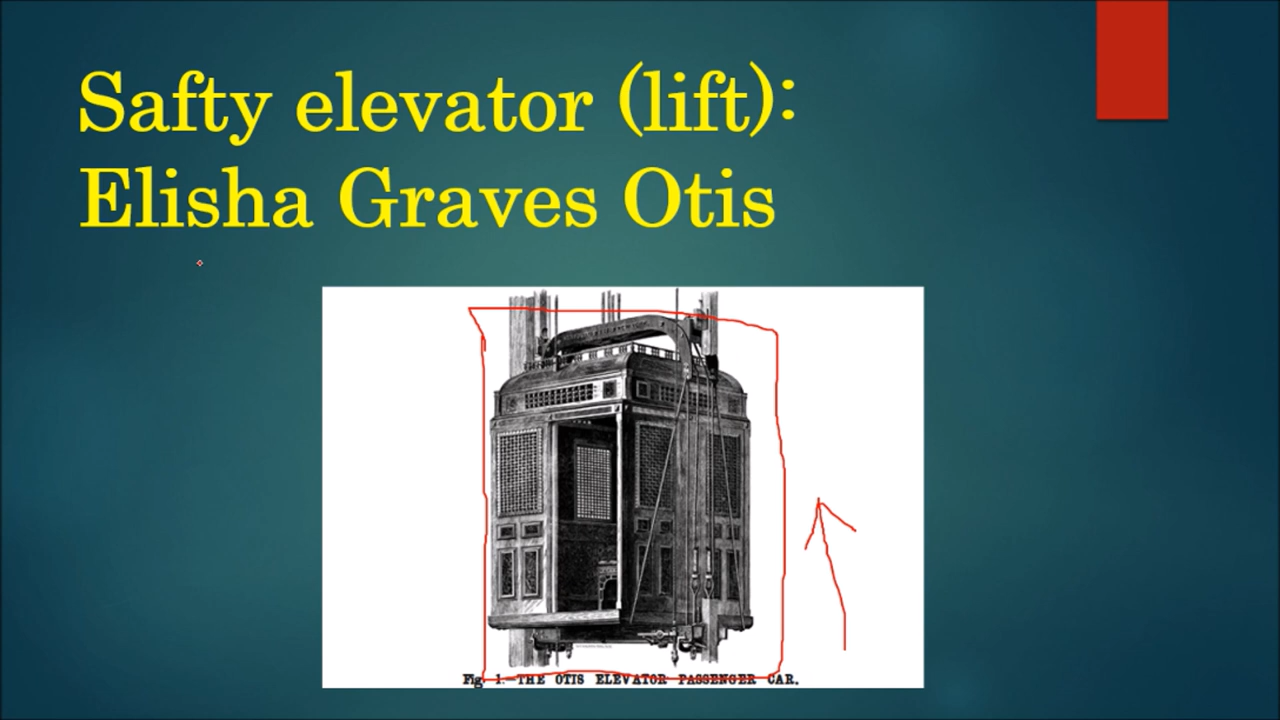 Safty elevator (lift):
Elisha Graves Otis
Fig. 1.—THE OTIS ELEVATOR PASSENGER CAR.